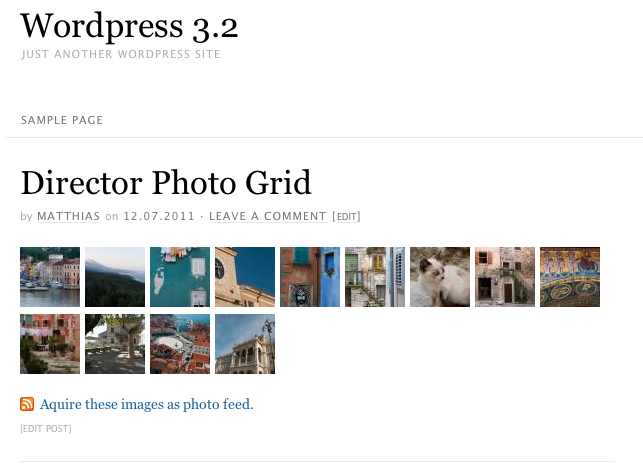 Wordpress 3.2
JUST ANOTHER WORDPRESS SITE
SAMPLE PAGE
Director Photo Grid
by MATTHIAS on 12.07.2011 · LEAVE A COMMENT [EDIT]
Aquire these images as photo feed.
[EDIT POST]